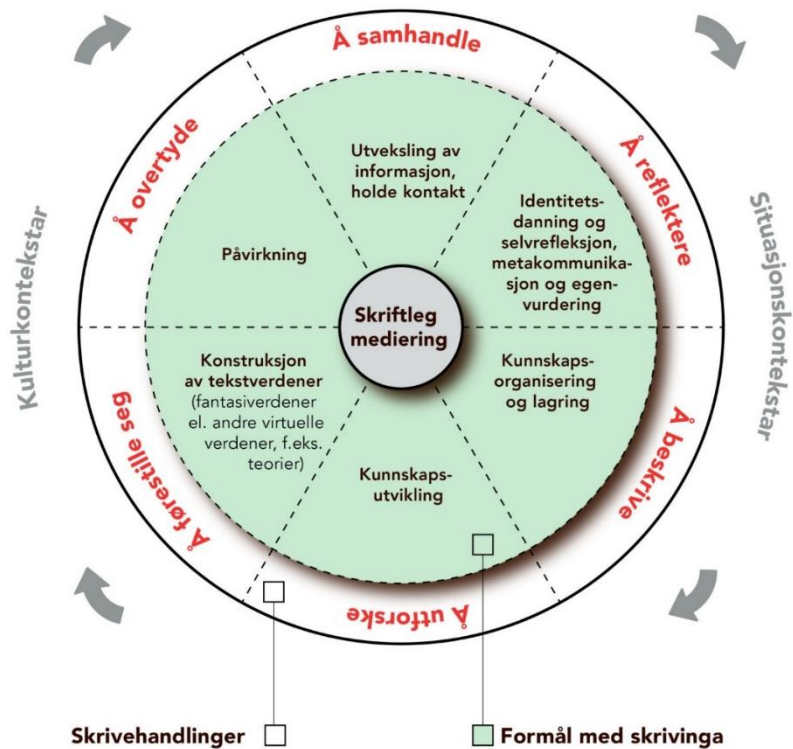 Å samhandle
Å reflektere
Å beskrive
Å utforske
Å førestille seg
Å overtyde
Kulturkontekstar
Situasjonskontekstar
Utveksling av
informasjon,
holde kontakt
Identitets-
danning og
selvrefleksjon,
metakommunika-
sjon og egen-
vurdering
Kunnskaps-
organisering
og lagring
Kunnskaps-
utvikling
Konstruksjon
av tekstverdener
(fantasiverdener
el. andre virtuelle
verdener, f.eks.
teorier)
Påvirkning
Skriftleg
mediering
Skrivehandlinger
Formål med skrivinga